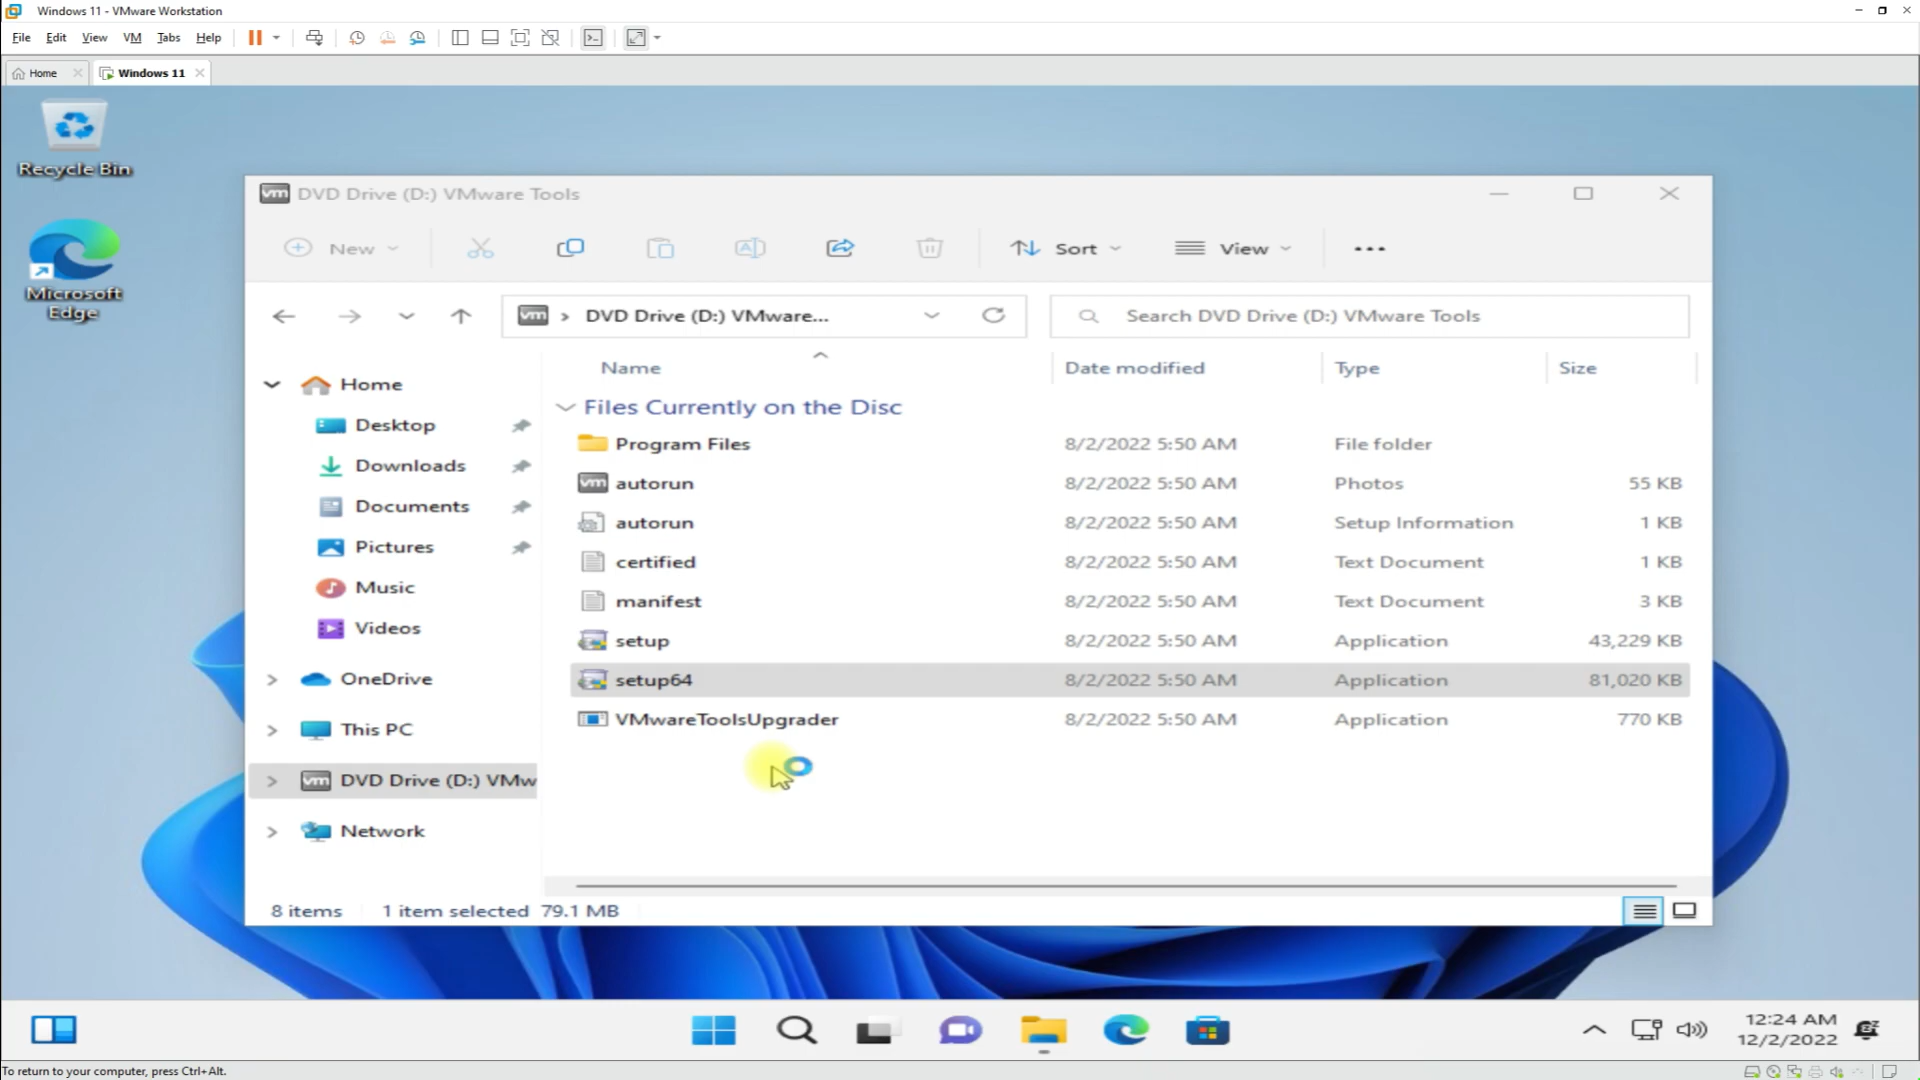 Windows 11 - VMware Workstation
File Edit View VM Tabs Help
Home Windows 11
Recycle Bin
Microsoft
Edge
vm DVD Drive (D:) VMware Tools
New Sort View
vm DVD Drive (D:) VMware... Search DVD Drive (D:) VMware Tools
Name Date modified Type Size
Home
Desktop
Downloads
Documents
Pictures
Music
Videos
OneDrive
This PC
vm DVD Drive (D:) VMw
Network
Files Currently on the Disc
Program Files 8/2/2022 5:50 AM File folder
vm autorun 8/2/2022 5:50 AM Photos 55 KB
autorun 8/2/2022 5:50 AM Setup Information 1 KB
certified 8/2/2022 5:50 AM Text Document 1 KB
manifest 8/2/2022 5:50 AM Text Document 3 KB
setup 8/2/2022 5:50 AM Application 43,229 KB
setup64 8/2/2022 5:50 AM Application 81,020 KB
VMwareToolsUpgrader 8/2/2022 5:50 AM Application 770 KB
8 items 1 item selected 79.1 MB
12:24 AM
12/2/2022
To return to your computer, press Ctrl+Alt.